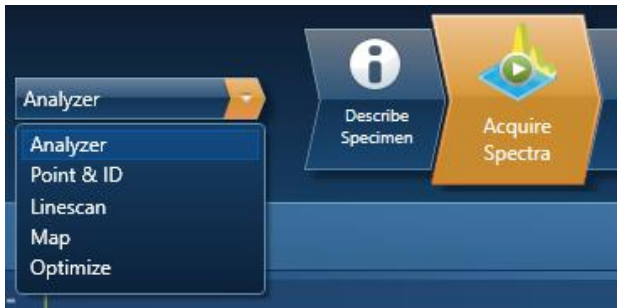 Analyzer
Analyzer
Point & ID
Linescan
Map
Optimize
Describe
Specimen
Acquire
Spectra